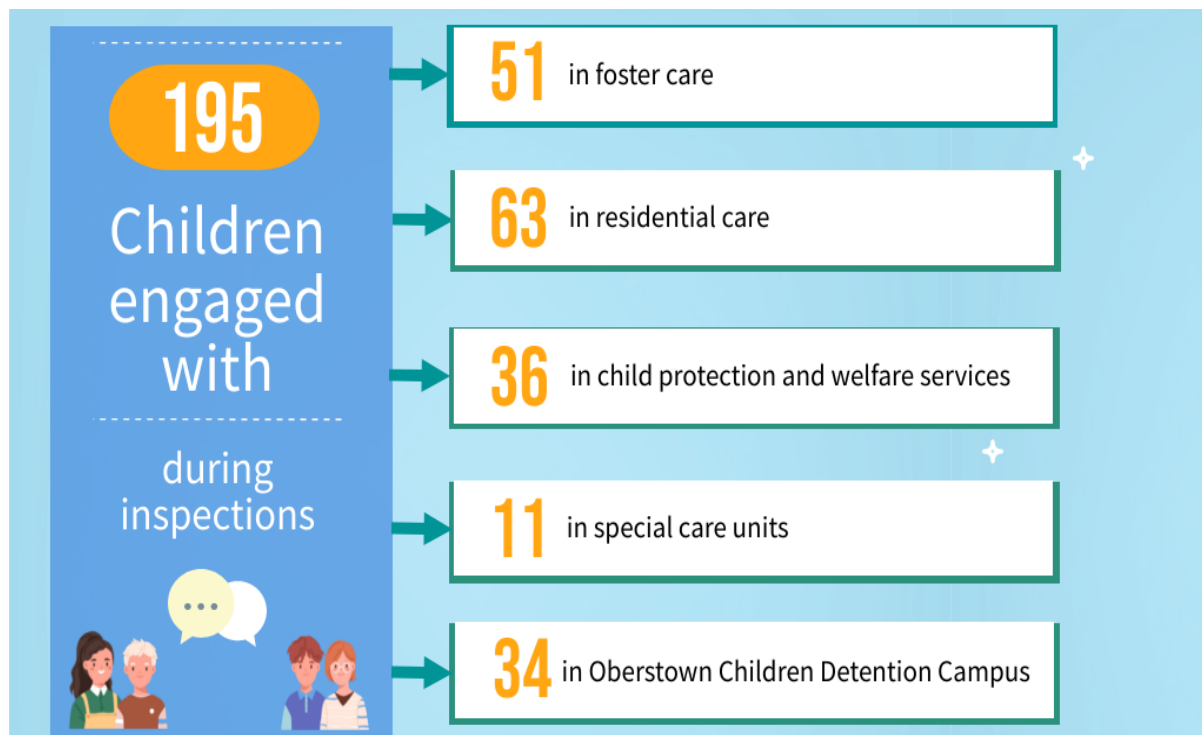 195
Children
engaged
with
during
inspections
51 in foster care
63 in residential care
36 in child protection and welfare services
11 in special care units
34 in Oberstown Children Detention Campus